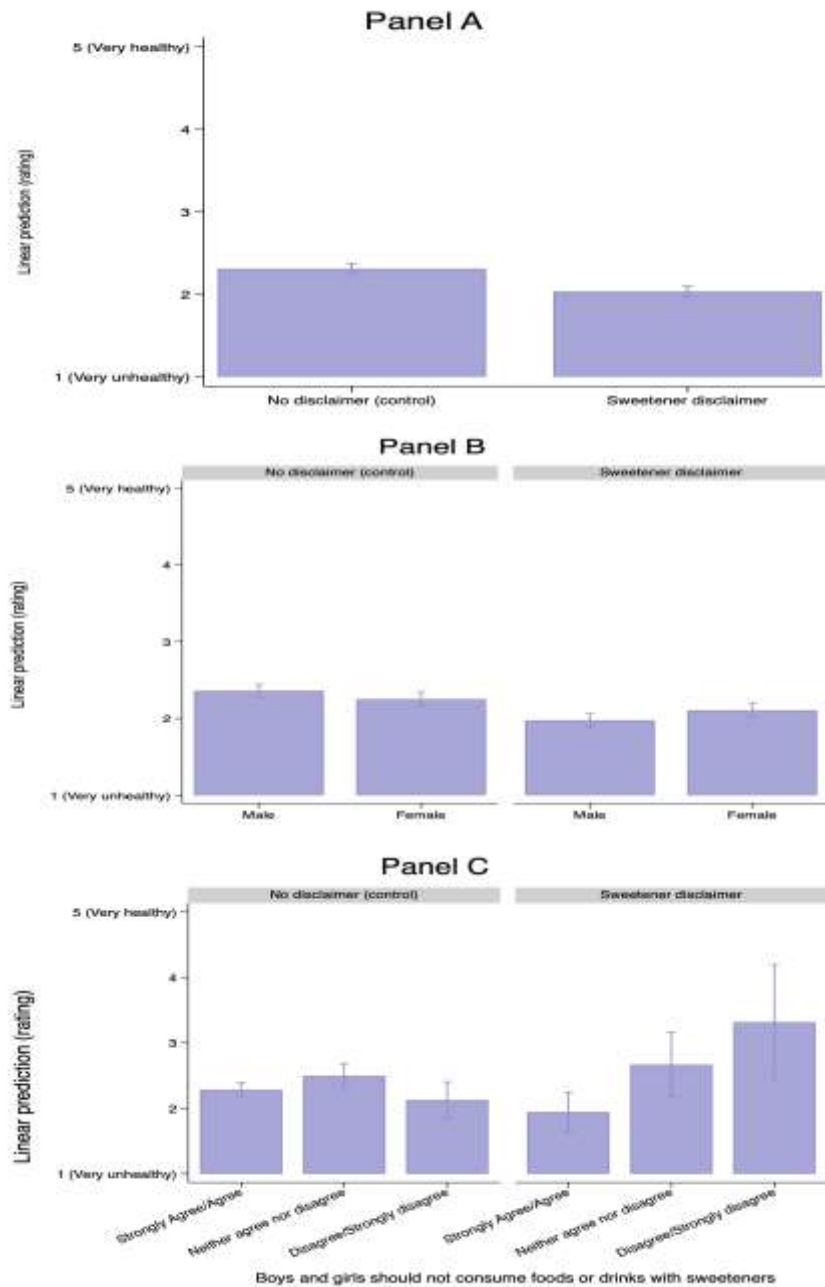 Panel A
5 (Very healthy)
4
3
2
1 (Very unhealthy)
Linear prediction (rating)
No disclaimer (control)
Sweetener disclaimer
Panel B
No disclaimer (control)
Sweetener disclaimer
5 (Very healthy)
4
3
2
1 (Very unhealthy)
Linear prediction (rating)
Male
Female
Male
Female
Panel C
No disclaimer (control)
Sweetener disclaimer
5 (Very healthy)
4
3
2
1 (Very unhealthy)
Linear prediction (rating)
Strongly Agree/Agree
Neither agree nor disagree
Disagree/Strongly disagree
Strongly Agree/Agree
Neither agree nor disagree
Disagree/Strongly disagree
Boys and girls should not consume foods or drinks with sweeteners